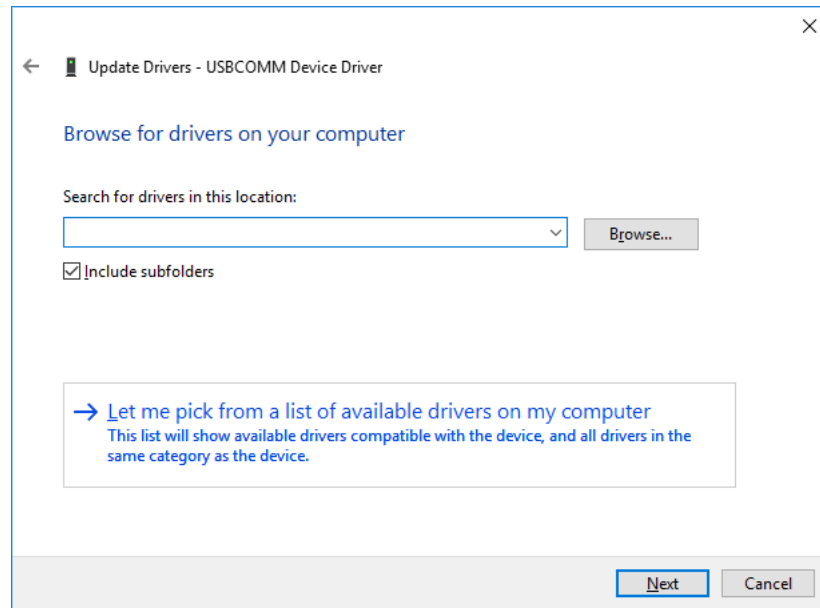 Update Drivers - USBCOMM Device Driver
Browse for drivers on your computer
Search for drivers in this location:
Browse...
Include subfolders
Let me pick from a list of available drivers on my computer
This list will show available drivers compatible with the device, and all drivers in the
same category as the device.
Next
Cancel